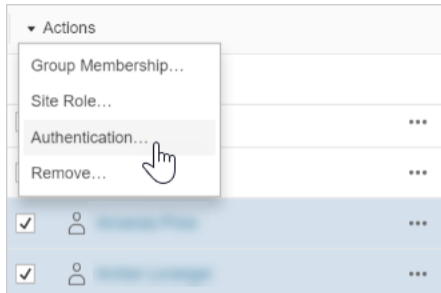 Actions
Group Membership…
Site Role…
Authentication…
Remove…